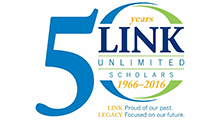 50 years
LINK
UNLIMITED
SCHOLARS
1966–2016
LINK Proud of our past.
LEGACY Focused on our future.